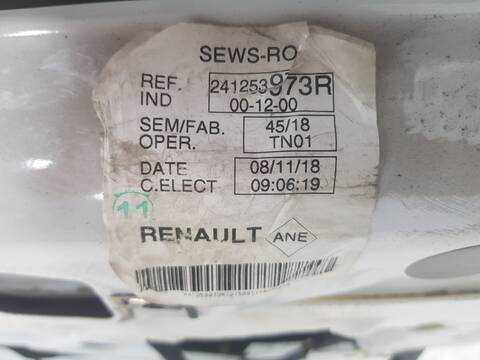 SEWS-RO
REF. 241253973R
IND 00-12-00
SEM/FAB. 45/18
OPER. TN01
DATE 08/11/18
C.ELECT 09:06:19
11
RENAULT ANE